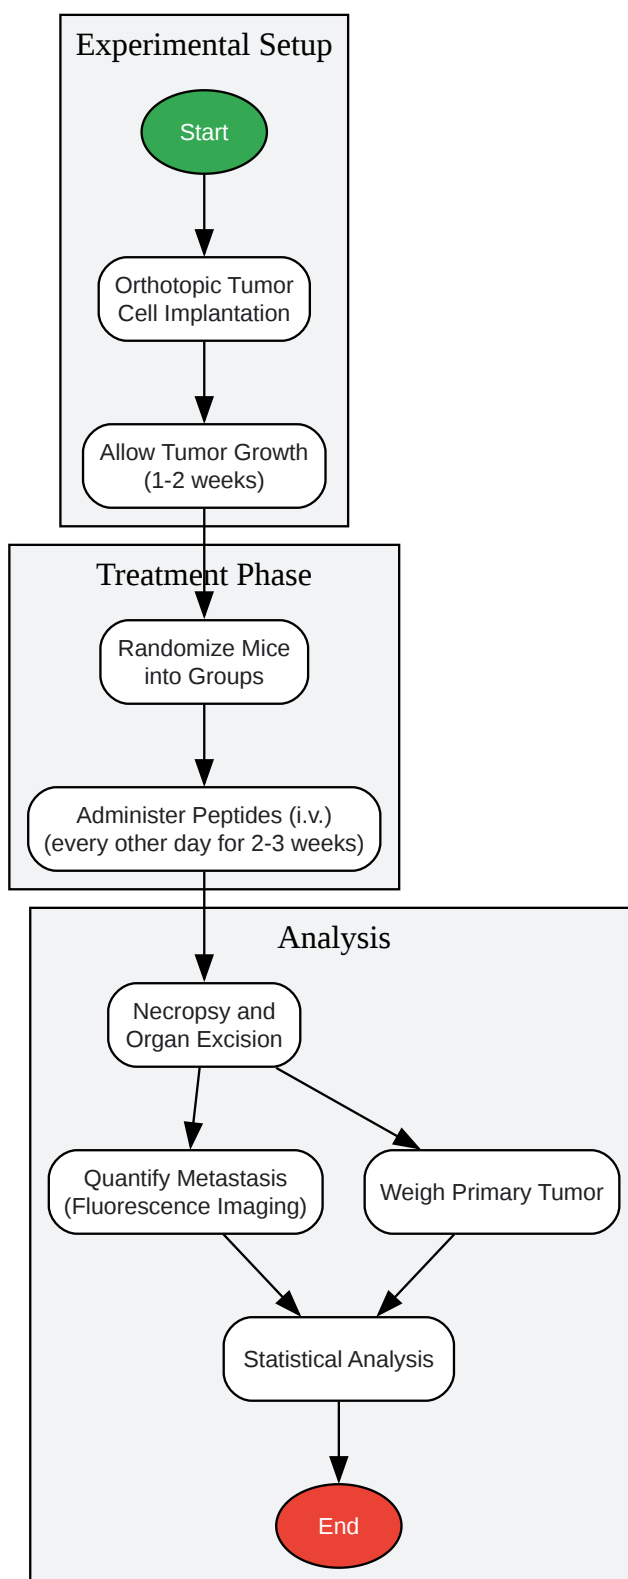 Experimental Setup
Start
Orthotopic Tumor
Cell Implantation
Allow Tumor Growth
(1-2 weeks)
Treatment Phase
Randomize Mice
into Groups
Administer Peptides (i.v.)
(every other day for 2-3 weeks)
Analysis
Necropsy and
Organ Excision
Quantify Metastasis
(Fluorescence Imaging)
Weigh Primary Tumor
Statistical Analysis
End